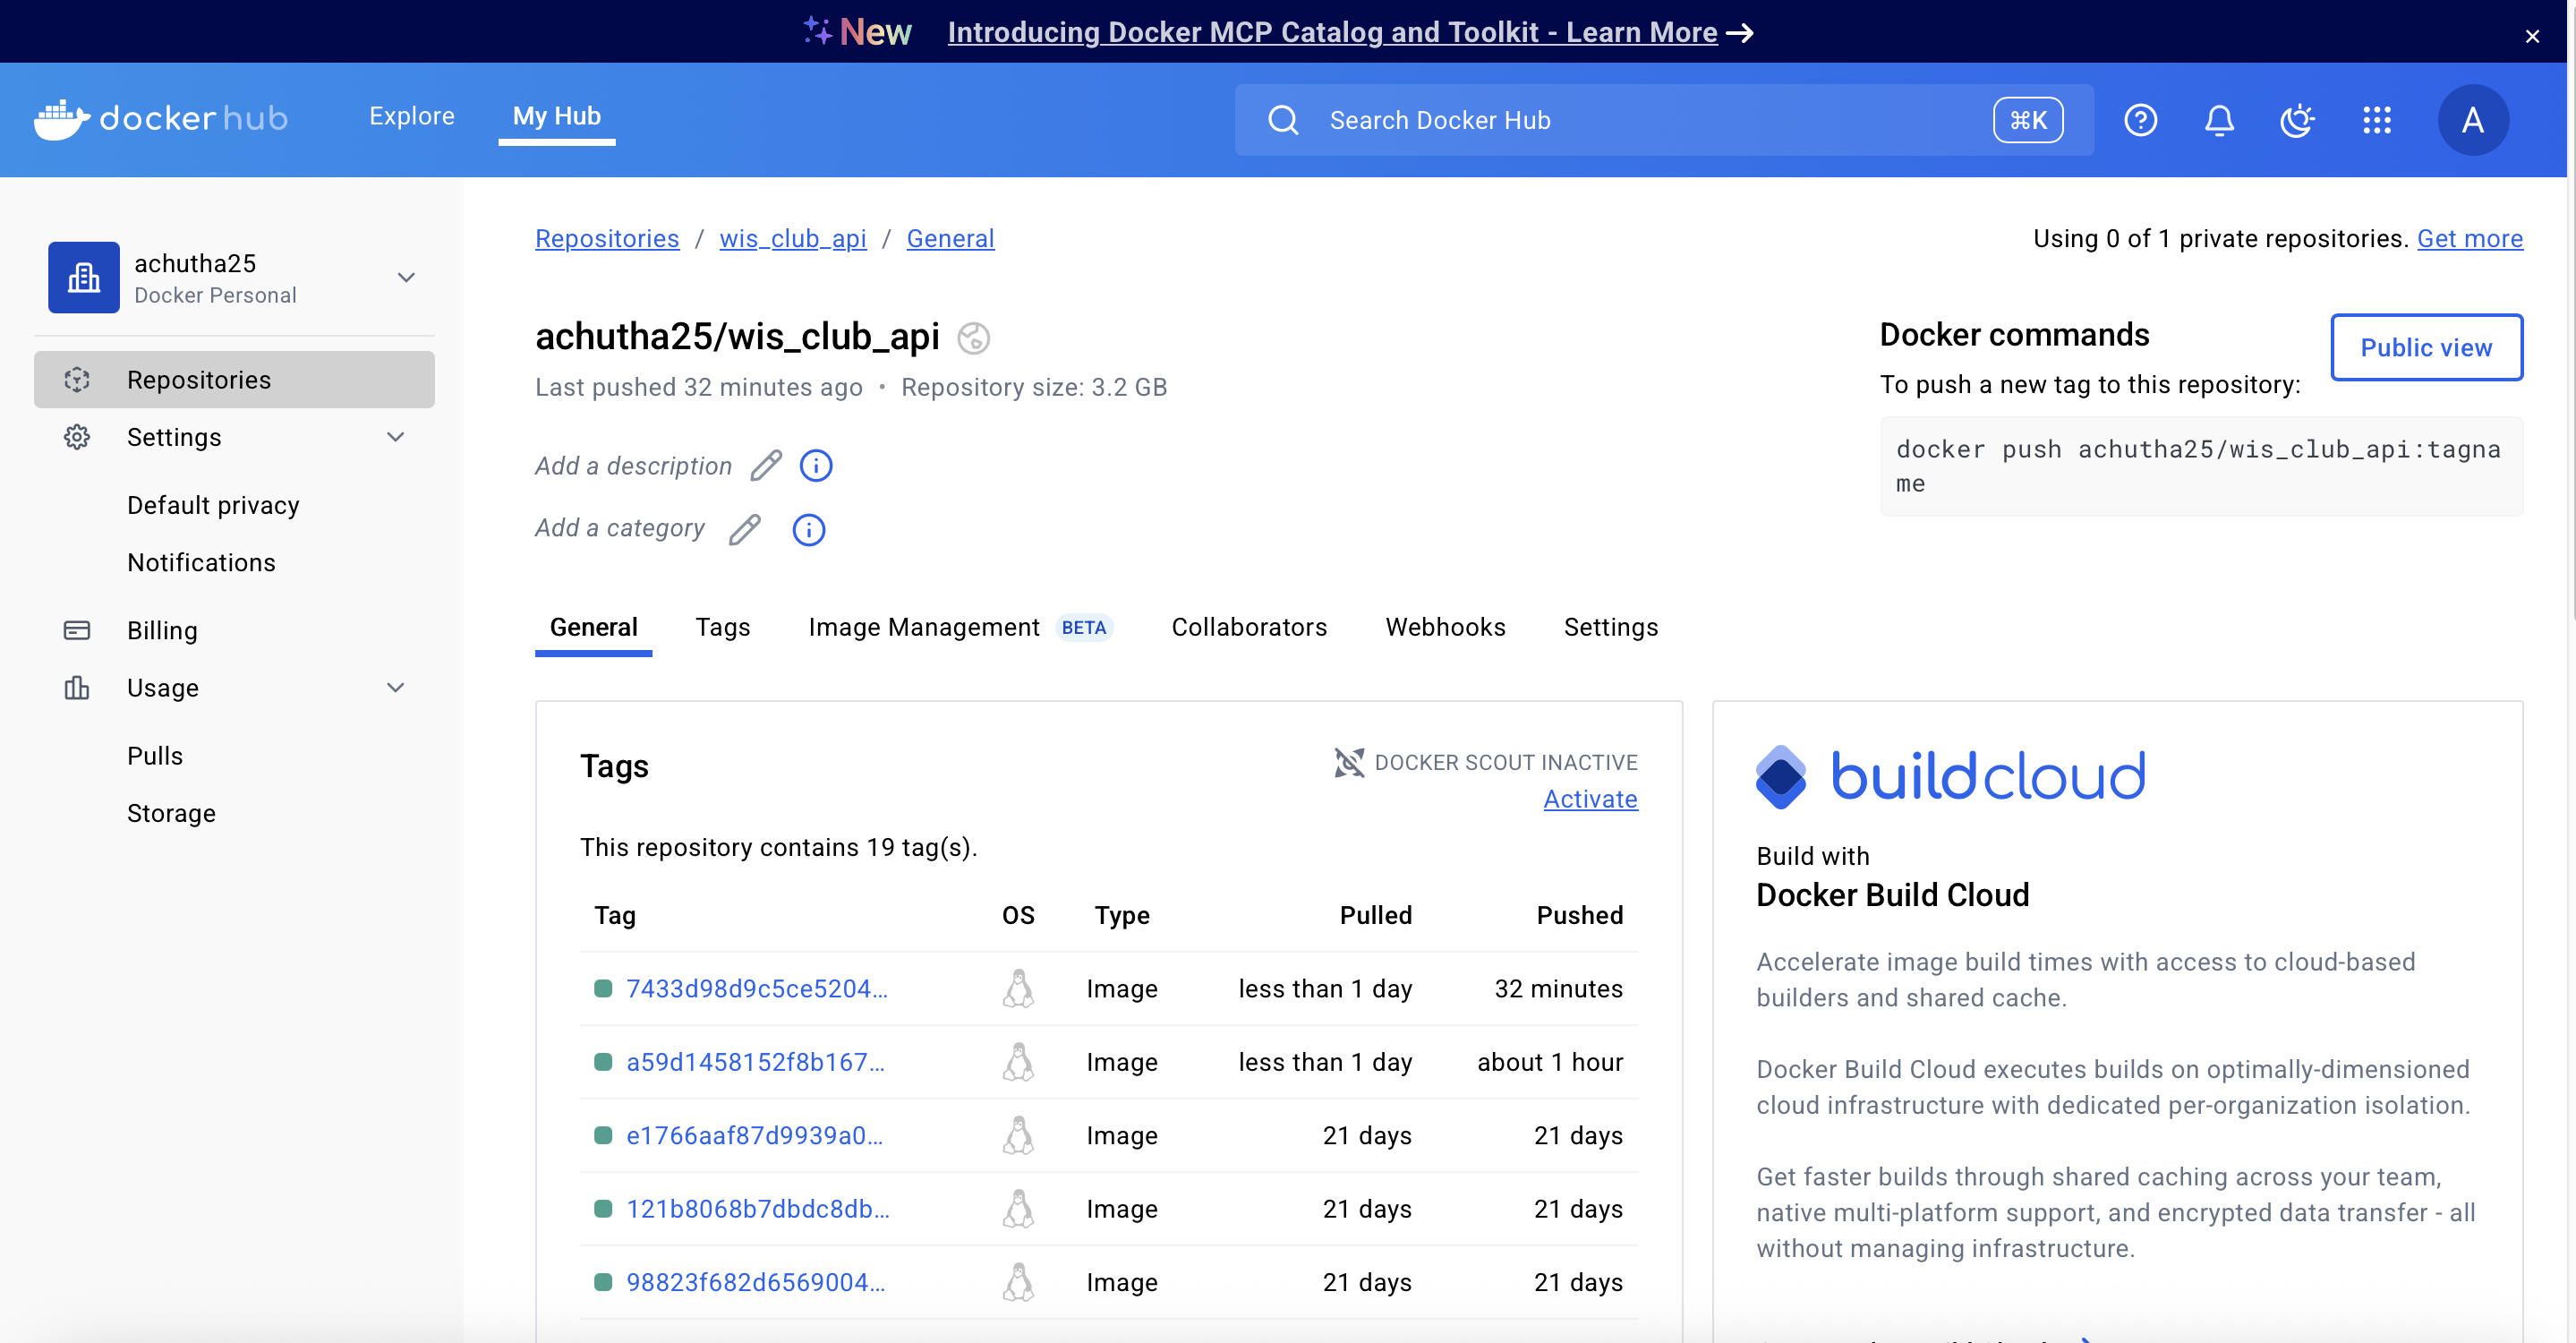 New Introducing Docker MCP Catalog and Toolkit - Learn More
dockerhub
Explore
My Hub
Search Docker Hub
⌘K
A
achutha25
Docker Personal
Repositories
Settings
Default privacy
Notifications
Billing
Usage
Pulls
Storage
Repositories / wis_club_api / General
Using 0 of 1 private repositories. Get more
achutha25/wis_club_api
Last pushed 32 minutes ago • Repository size: 3.2 GB
Add a description
Add a category
Docker commands
Public view
To push a new tag to this repository:
docker push achutha25/wis_club_api:tagna
me
General
Tags
Image Management BETA
Collaborators
Webhooks
Settings
Tags
DOCKER SCOUT INACTIVE
Activate
This repository contains 19 tag(s).
Tag OS Type Pulled Pushed
7433d98d9c5ce5204... Image less than 1 day 32 minutes
a59d1458152f8b167... Image less than 1 day about 1 hour
e1766aaf87d9939a0... Image 21 days 21 days
121b8068b7dbdc8db... Image 21 days 21 days
98823f682d6569004... Image 21 days 21 days
buildcloud
Build with
Docker Build Cloud
Accelerate image build times with access to cloud-based
builders and shared cache.
Docker Build Cloud executes builds on optimally-dimensioned
cloud infrastructure with dedicated per-organization isolation.
Get faster builds through shared caching across your team,
native multi-platform support, and encrypted data transfer - all
without managing infrastructure.